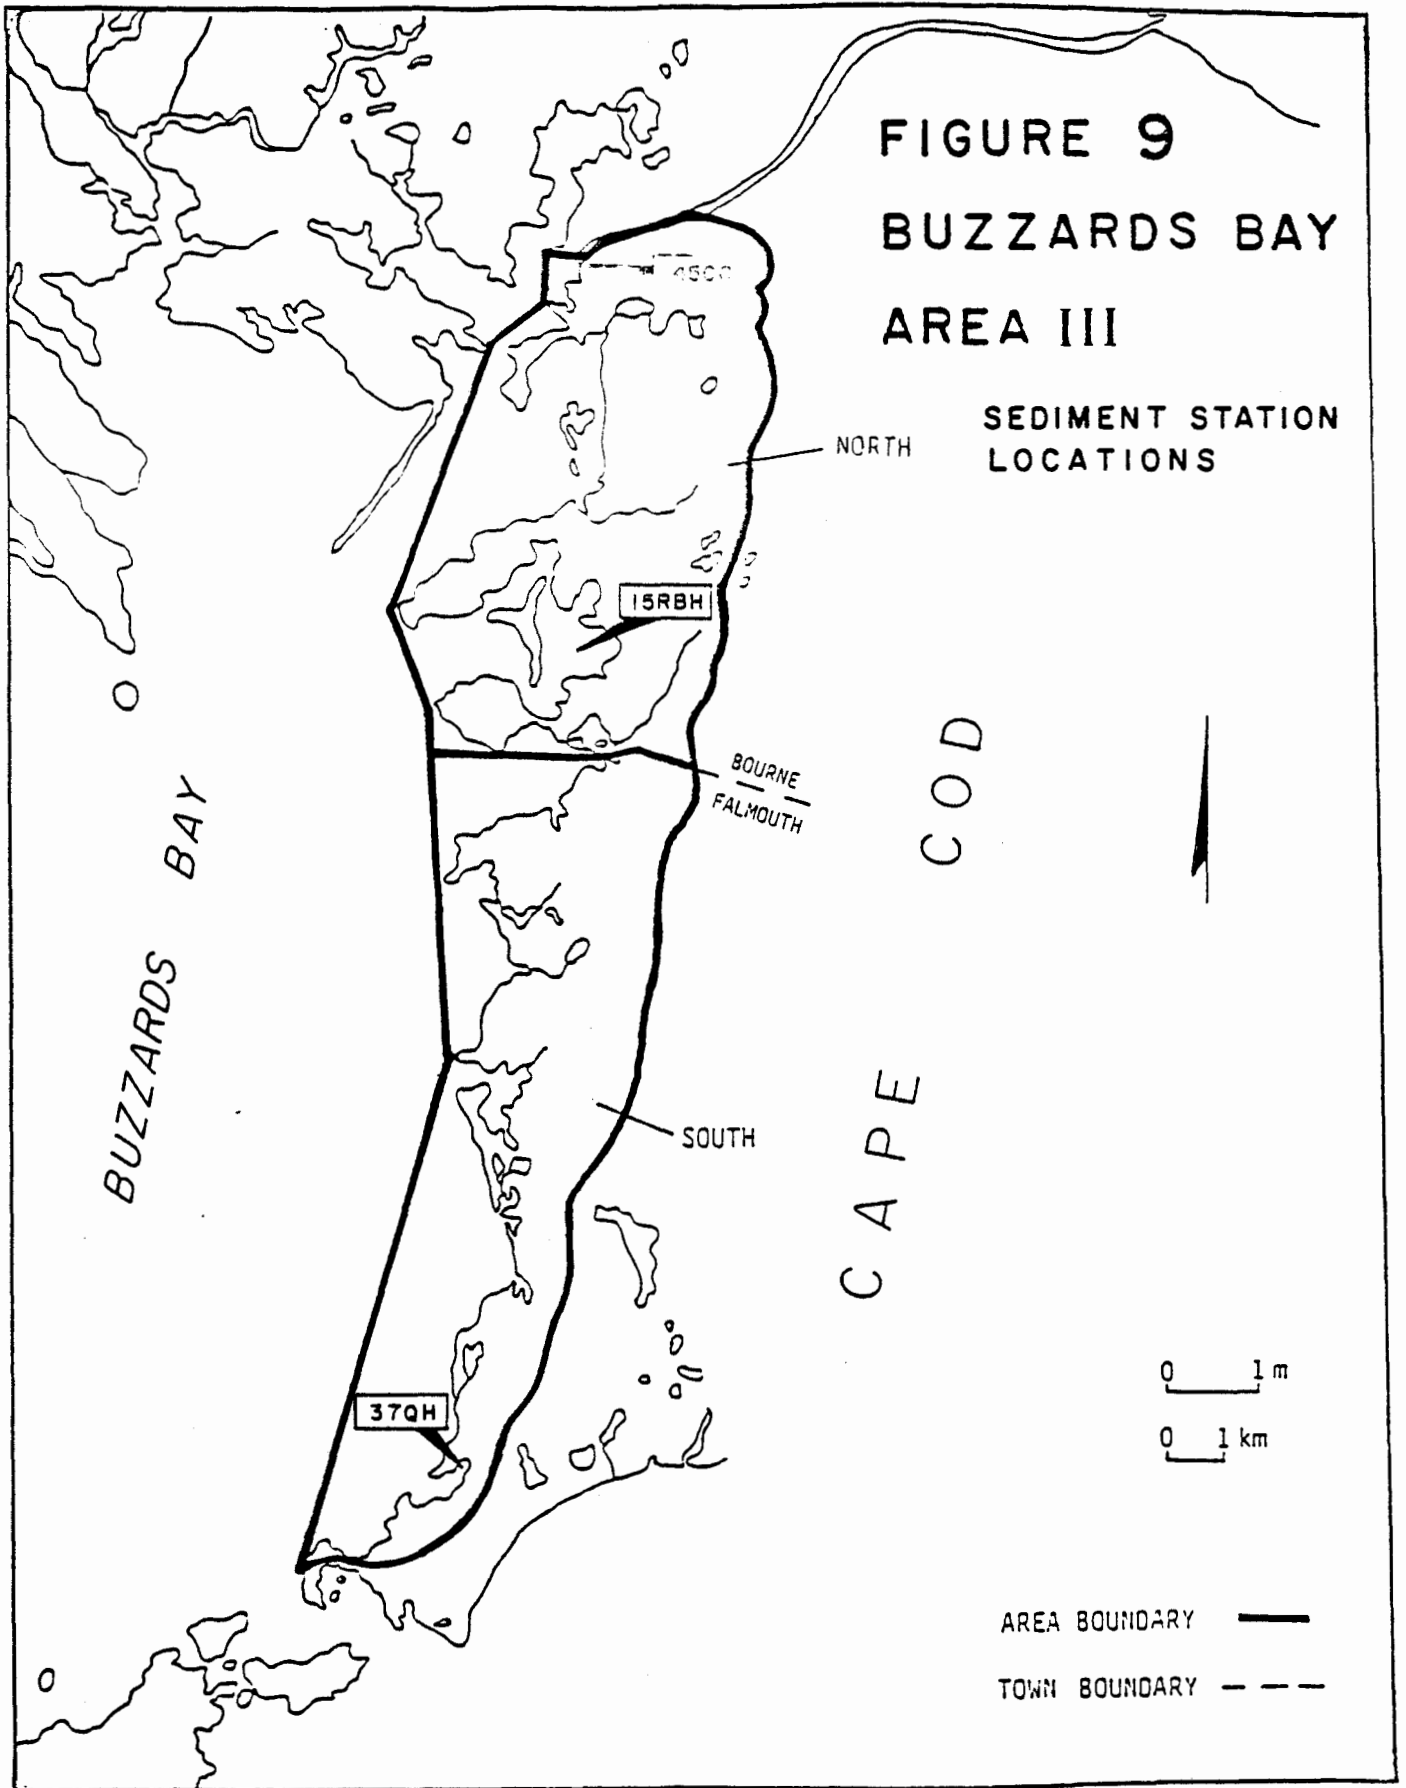 FIGURE 9
BUZZARDS BAY
AREA III
SEDIMENT STATION
LOCATIONS
NORTH
15RBH
BOURNE
FALMOUTH
BUZZARDS BAY
CAPE COD
SOUTH
37QH
0 1 m
0 1 km
AREA BOUNDARY
TOWN BOUNDARY